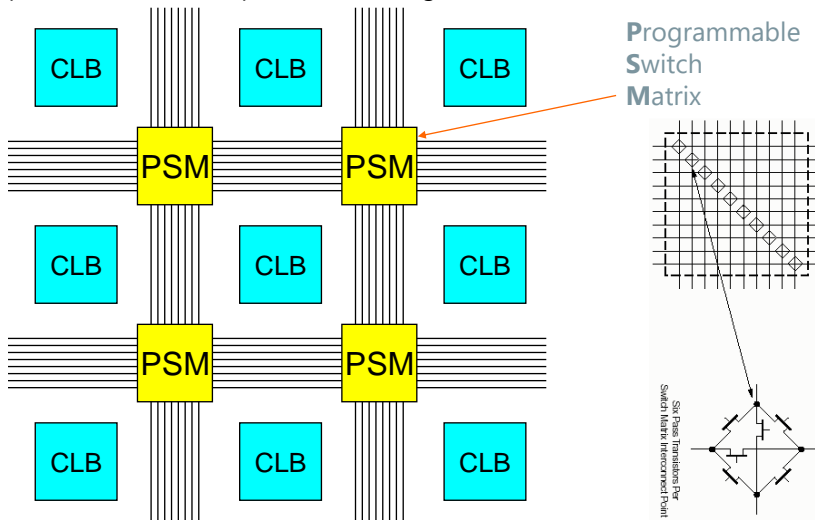 CLB CLB CLB
Programmable
Switch
Matrix
PSM PSM
CLB CLB CLB
PSM PSM
CLB CLB CLB
Six Pass Transistors Per
Switch Matrix Interconnect Point